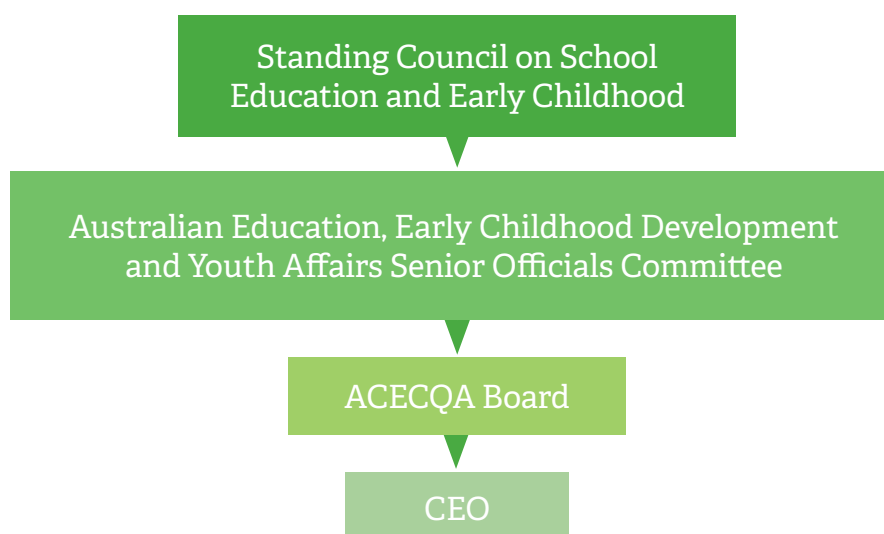 Standing Council on School
Education and Early Childhood
Australian Education, Early Childhood Development
and Youth Affairs Senior Officials Committee
ACECQA Board
CEO